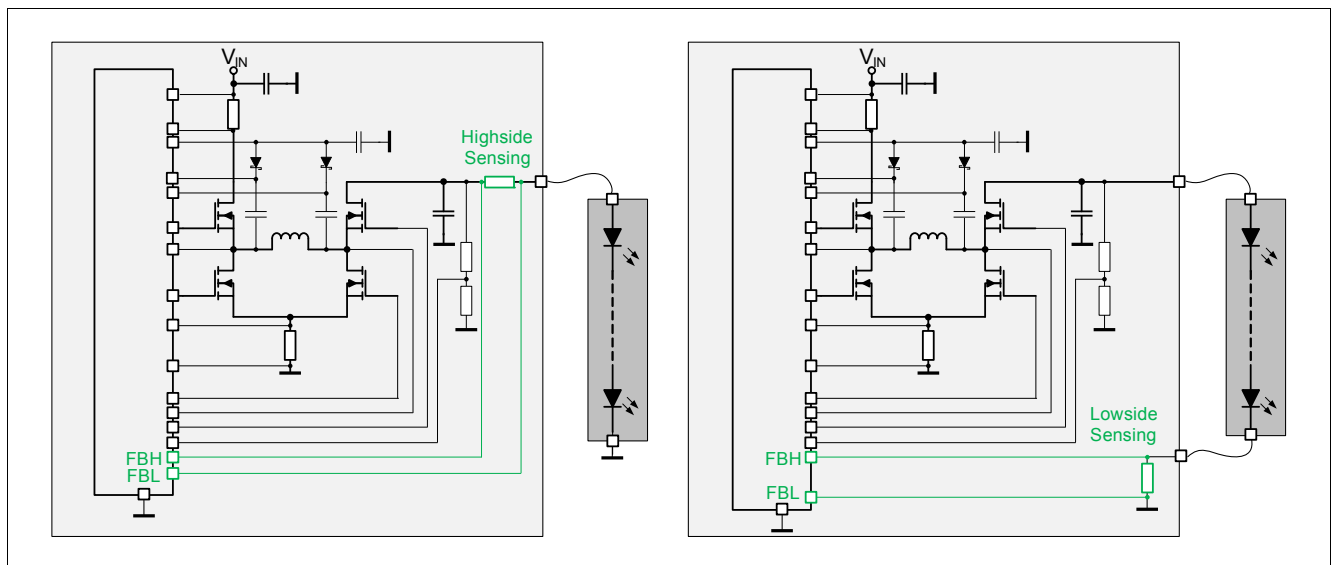 VIN
Highside
Sensing
FBH
FBL
VIN
Lowside
Sensing
FBH
FBL